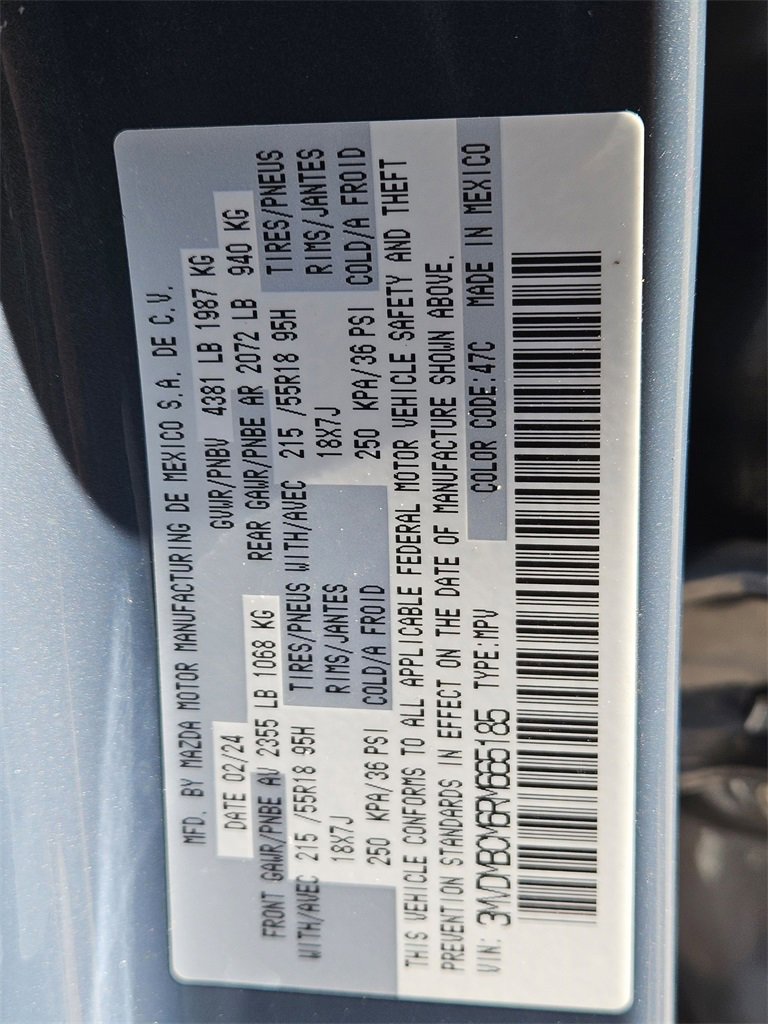 MFD. BY MAZDA MOTOR MANUFACTURING DE MEXICO S.A. DE C.V.
DATE 02/24 GVWR/PNBV 4381 LB 1987 KG
FRONT GAWR/PNBE AV 2355 LB 1068 KG REAR GAWR/PNBE AR 2072 LB 940 KG
WITH/AVEC 215 /55R18 95H TIRES/PNEUS WITH/AVEC 215 /55R18 95H TIRES/PNEUS
18X7J RIMS/JANTES 18X7J RIMS/JANTES
250 KPA/36 PSI COLD/A FROID 250 KPA/36 PSI COLD/A FROID
THIS VEHICLE CONFORMS TO ALL APPLICABLE FEDERAL MOTOR VEHICLE SAFETY AND THEFT
PREVENTION STANDARDS IN EFFECT ON THE DATE OF MANUFACTURE SHOWN ABOVE.
VIN: 3MVDMBCM6RM665185 TYPE:MPV COLOR CODE:47C MADE IN MEXICO